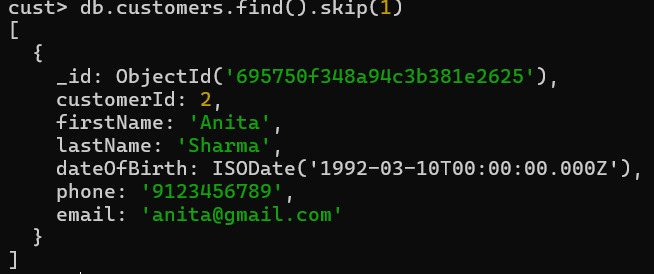 cust> db.customers.find().skip(1)
[
  {
    _id: ObjectId('695750f348a94c3b381e2625'),
    customerId: 2,
    firstName: 'Anita',
    lastName: 'Sharma',
    dateOfBirth: ISODate('1992-03-10T00:00:00.000Z'),
    phone: '9123456789',
    email: 'anita@gmail.com'
  }
]